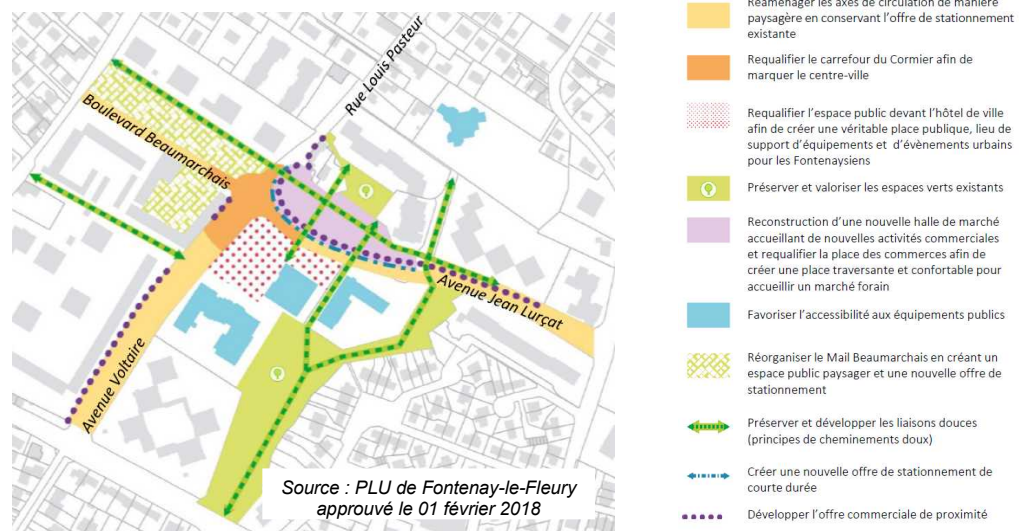 Rue Louis Pasteur
Boulevard Beaumarchais
Avenue Jean Lurçat
Avenue Voltaire
Source : PLU de Fontenay-le-Fleury
approuvé le 01 février 2018
Réaménager les axes de circulation de manière
paysagère en conservant l'offre de stationnement
existante
Requalifier le carrefour du Cormier afin de
marquer le centre-ville
Requalifier l'espace public devant l'hôtel de ville
afin de créer une véritable place publique, lieu de
support d'équipements et d'évènements urbains
pour les Fontenaysiens
Préserver et valoriser les espaces verts existants
Reconstruction d'une nouvelle halle de marché
accueillant de nouvelles activités commerciales
et requalifier la place des commerces afin de
créer une place traversante et confortable pour
accueillir un marché forain
Favoriser l'accessibilité aux équipements publics
Réorganiser le Mail Beaumarchais en créant un
espace public paysager et une nouvelle offre de
stationnement
Préserver et développer les liaisons douces
(principes de cheminements doux)
Créer une nouvelle offre de stationnement de
courte durée
Développer l'offre commerciale de proximité